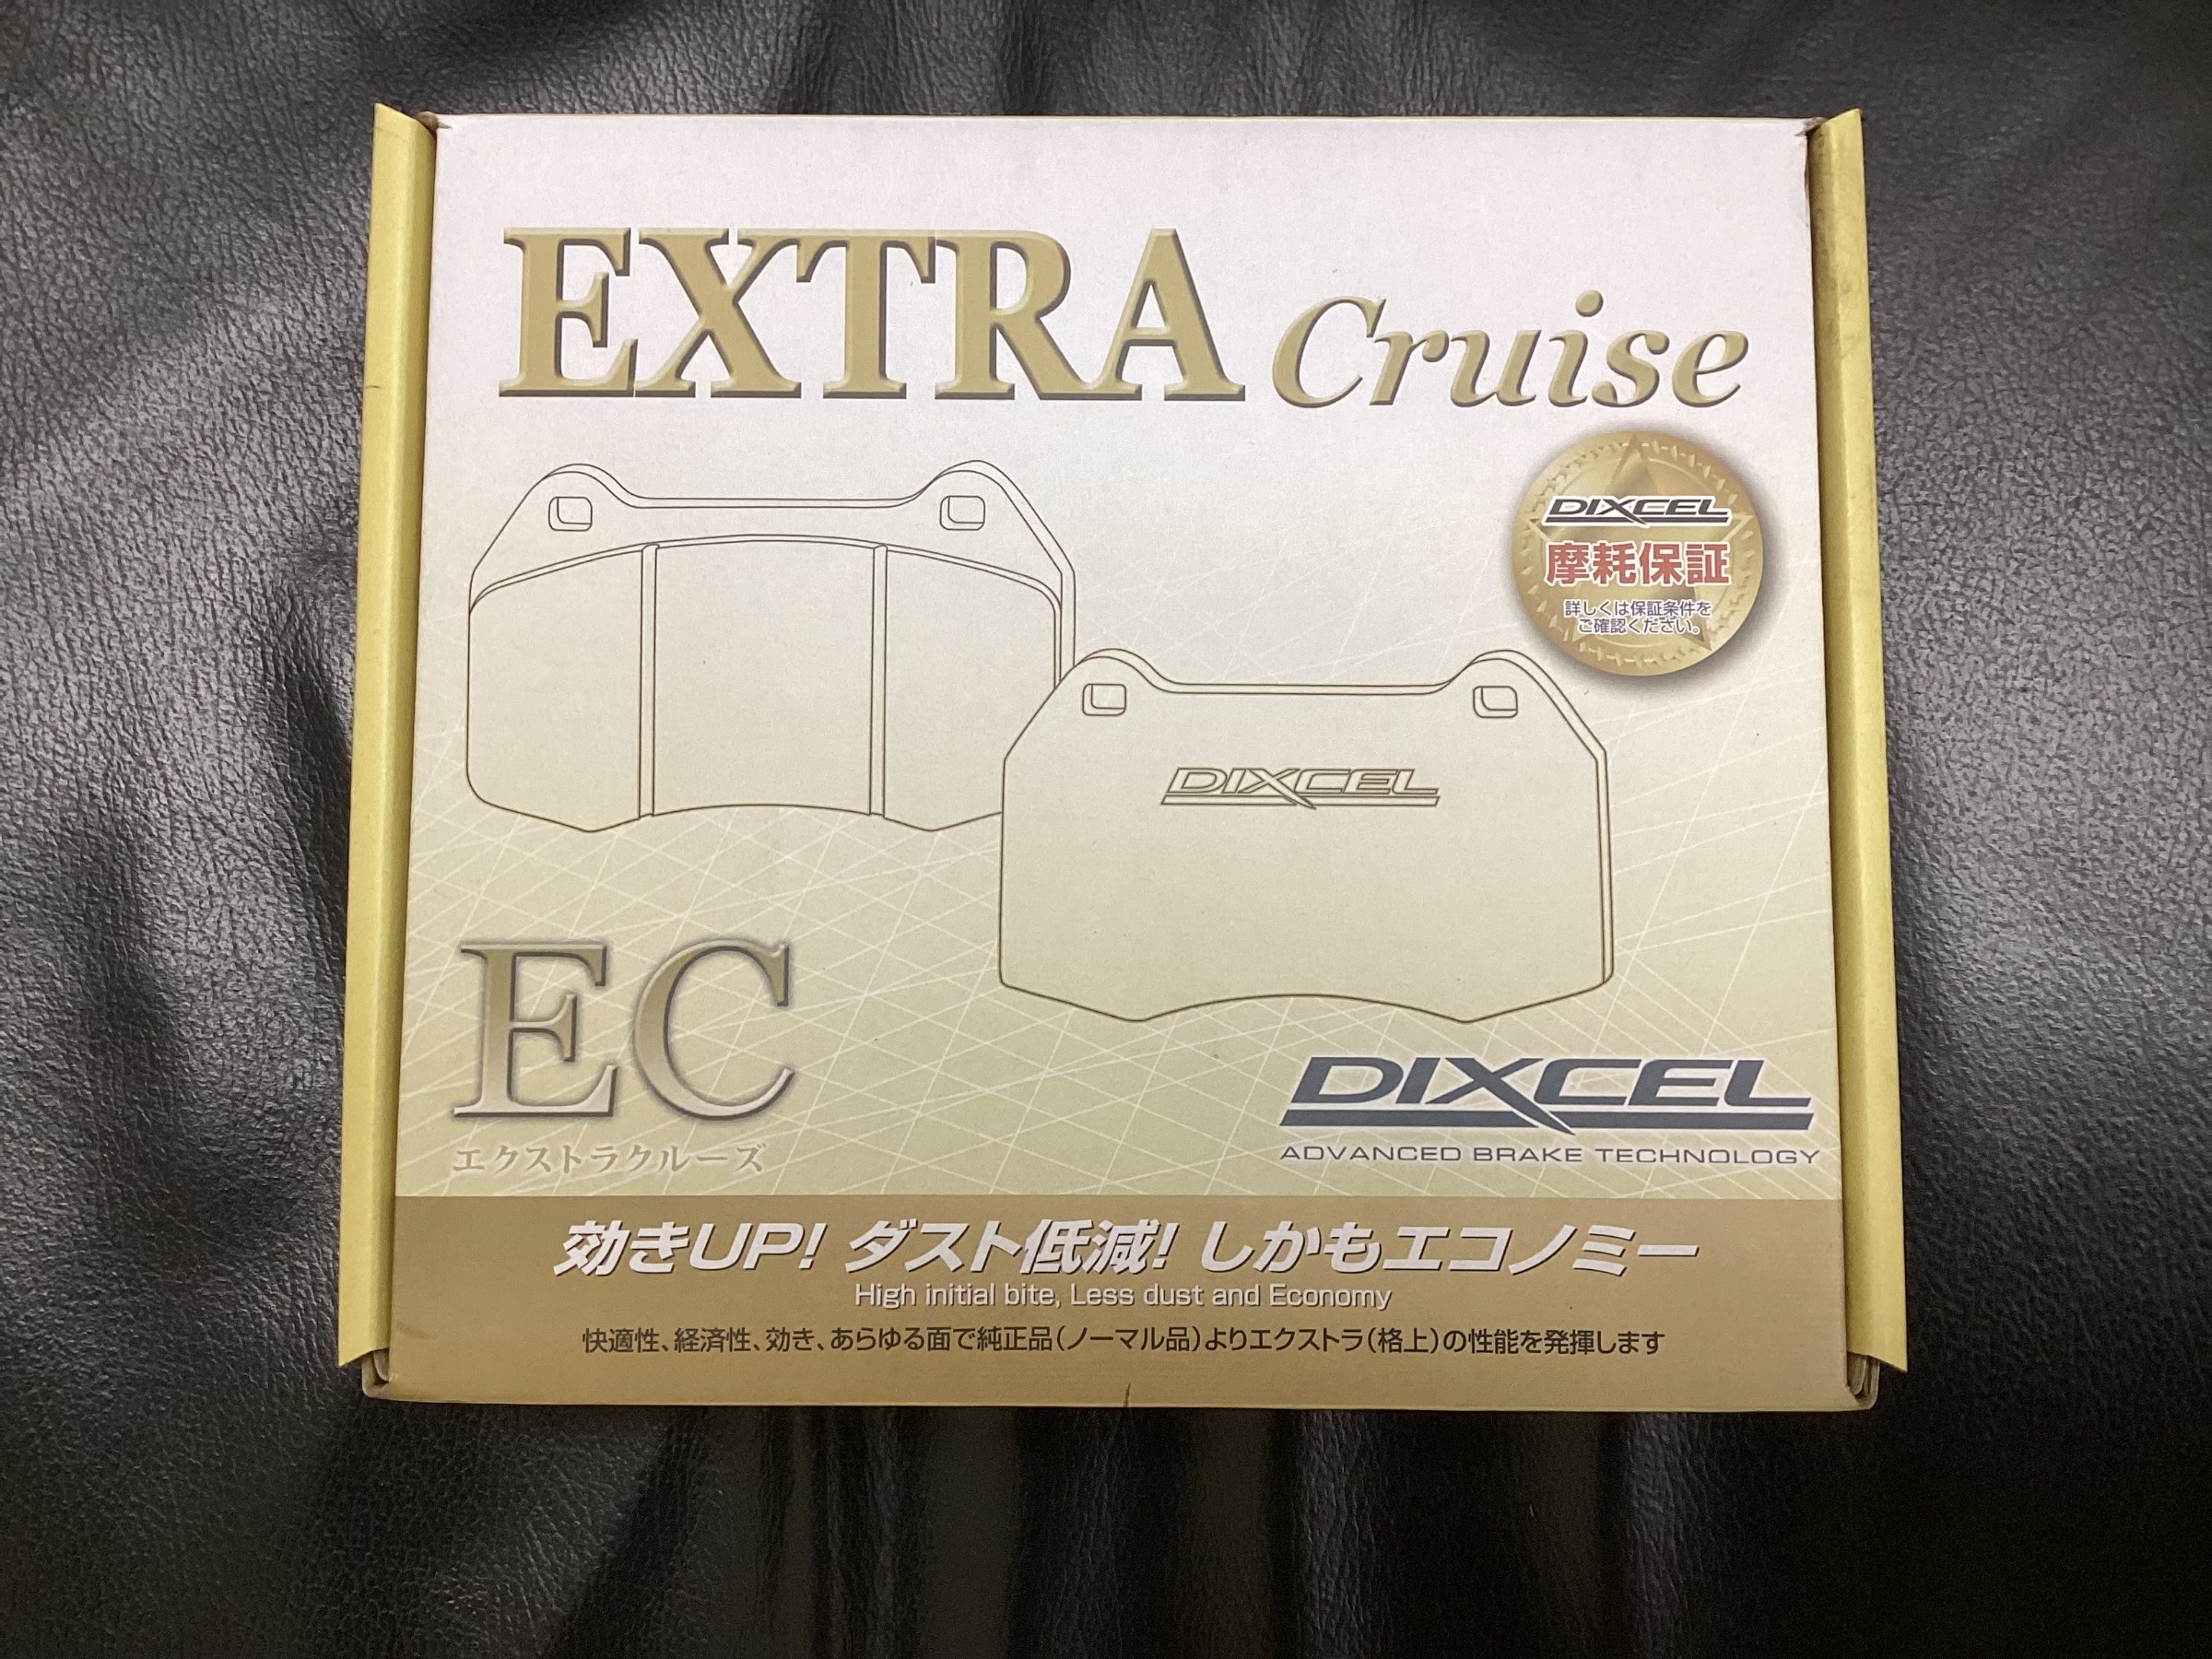 EXTRA Cruise
DIXCEL
摩耗保証
詳しくは保証条件を
ご確認ください。
DIXCEL
EC
エクストラクルーズ
DIXCEL
ADVANCED BRAKE TECHNOLOGY
効きUP! ダスト低減! しかもエコノミー
High initial bite, Less dust and Economy
快適性、経済性、効き、あらゆる面で純正品(ノーマル品)よりエクストラ(格上)の性能を発揮します